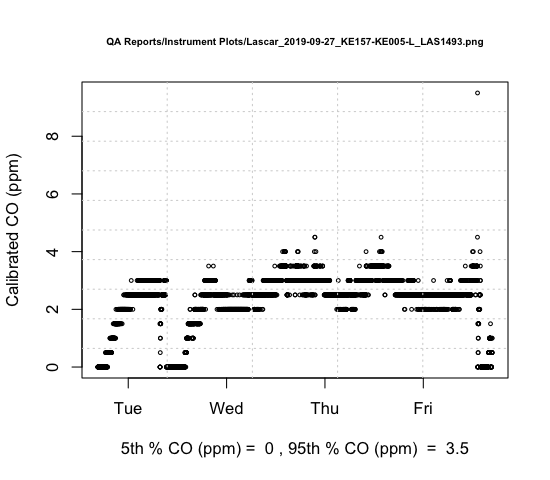 QA Reports/Instrument Plots/Lascar_2019-09-27_KE157-KE005-L_LAS1493.png
Calibrated CO (ppm)
8
6
4
2
0
Tue Wed Thu Fri
5th % CO (ppm) = 0 , 95th % CO (ppm) = 3.5